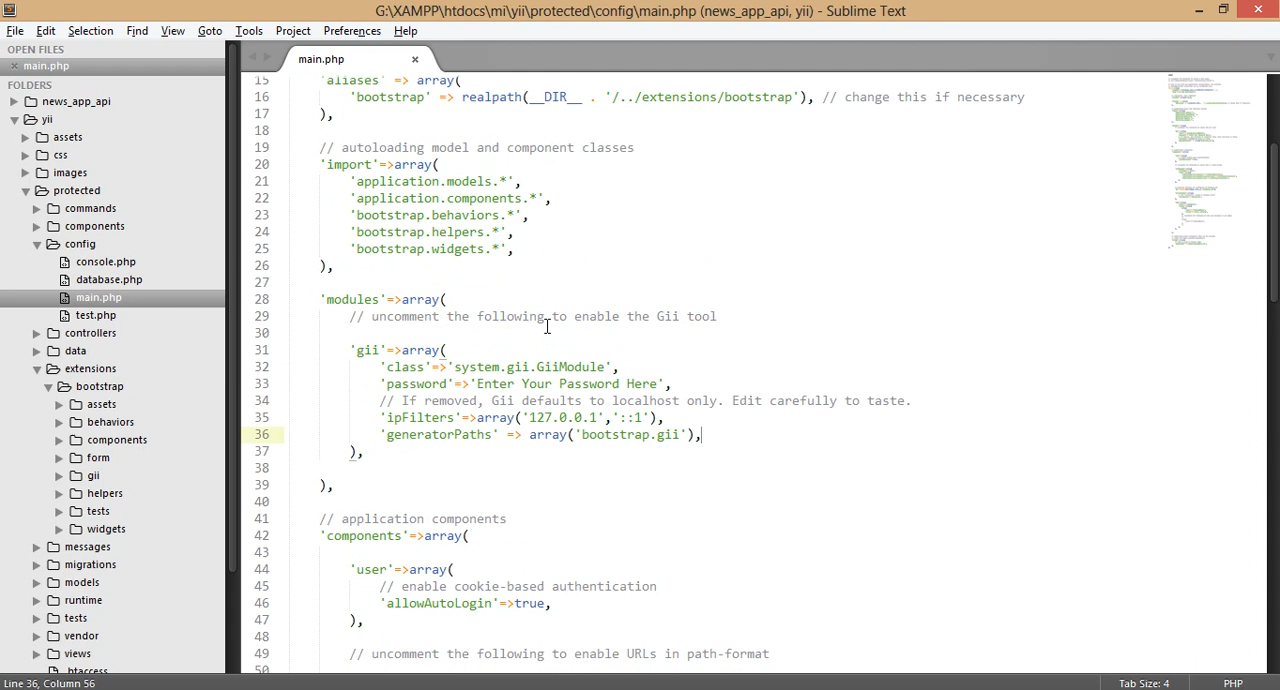 G:\XAMPP\htdocs\mi\yii\protected\config\main.php (news_app_api, yii) - Sublime Text
File Edit Selection Find View Goto Tools Project Preferences Help
OPEN FILES
× main.php
FOLDERS
news_app_api
yii
assets
css
images
protected
commands
components
config
console.php
database.php
main.php
test.php
controllers
data
extensions
bootstrap
assets
behaviors
components
form
gii
helpers
tests
widgets
messages
migrations
models
runtime
tests
vendor
views
.htaccess
main.php ×
15 'aliases' => array(
16 'bootstrap' => realpath(__DIR__ . '/../extensions/bootstrap'), // change this if necessary
17 ),
18
19 // autoloading model and component classes
20 'import'=>array(
21 'application.models.*',
22 'application.components.*',
23 'bootstrap.behaviors.*',
24 'bootstrap.helpers.*',
25 'bootstrap.widgets.*',
26 ),
27
28 'modules'=>array(
29 // uncomment the following to enable the Gii tool
30
31 'gii'=>array(
32 'class'=>'system.gii.GiiModule',
33 'password'=>'Enter Your Password Here',
34 // If removed, Gii defaults to localhost only. Edit carefully to taste.
35 'ipFilters'=>array('127.0.0.1','::1'),
36 'generatorPaths' => array('bootstrap.gii'),
37 ),
38
39 ),
40
41 // application components
42 'components'=>array(
43
44 'user'=>array(
45 // enable cookie-based authentication
46 'allowAutoLogin'=>true,
47 ),
48
49 // uncomment the following to enable URLs in path-format
50
Line 36, Column 56
Tab Size: 4
PHP